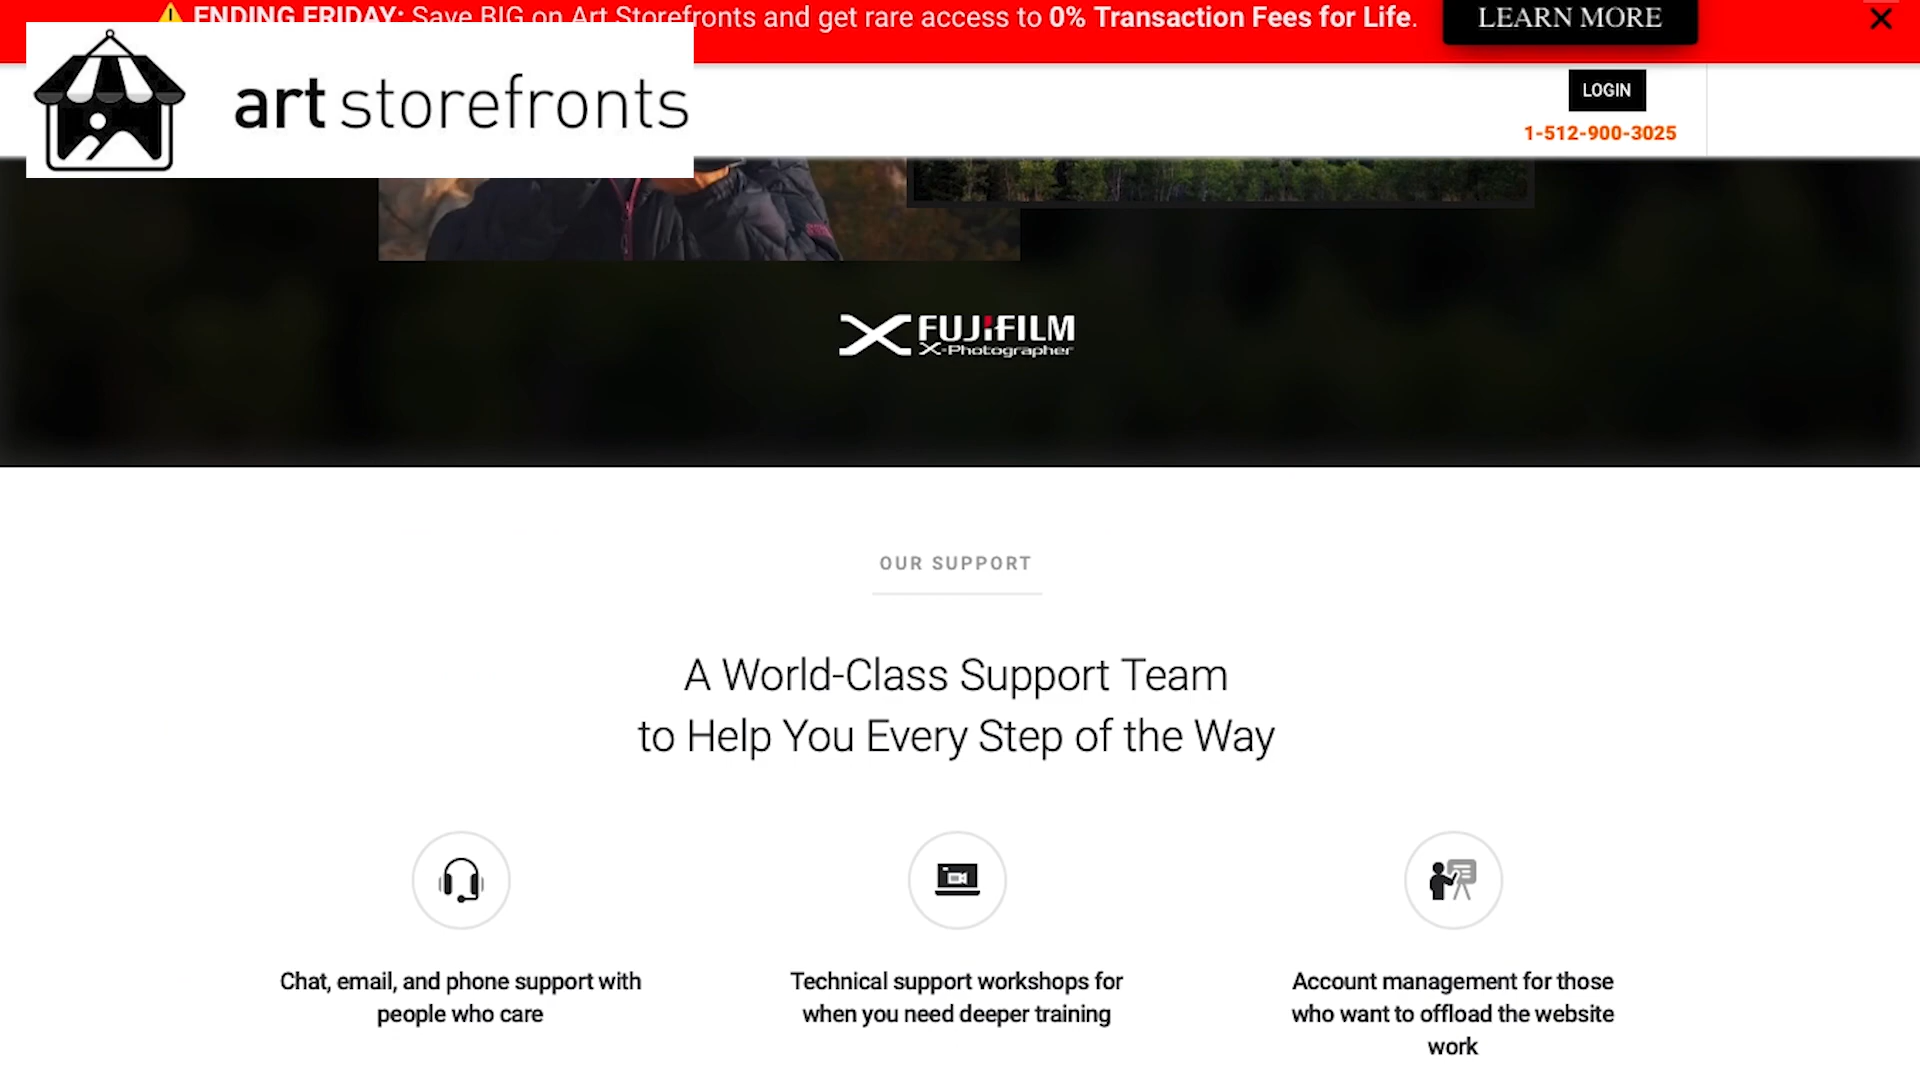 ENDING FRIDAY: Save BIG on Art Storefronts and get rare access to 0% Transaction Fees for Life.
LEARN MORE
art storefronts
LOGIN
1-512-900-3025
FUJIFILM
X-Photographer
OUR SUPPORT
A World-Class Support Team
to Help You Every Step of the Way
Chat, email, and phone support with
people who care
Technical support workshops for
when you need deeper training
Account management for those
who want to offload the website
work